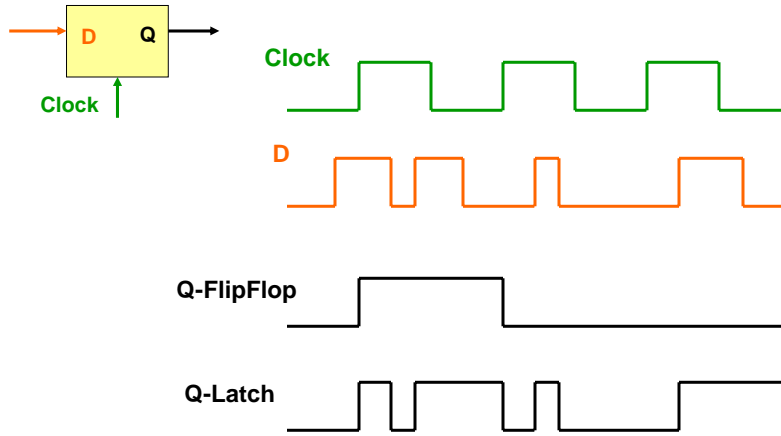 D Q
Clock
Clock
D
Q-FlipFlop
Q-Latch